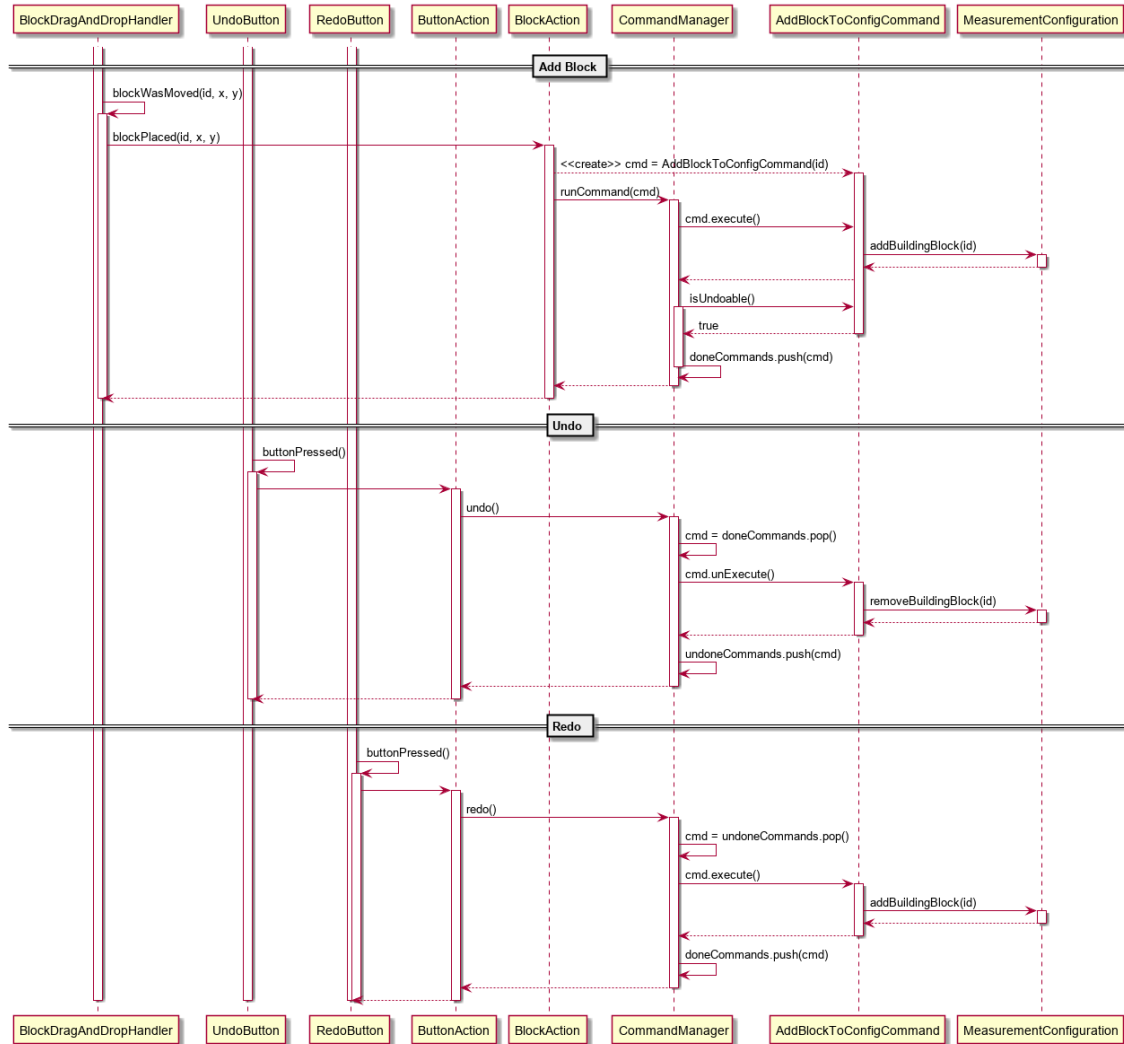 BlockDragAndDropHandler UndoButton RedoButton ButtonAction BlockAction CommandManager AddBlockToConfigCommand MeasurementConfiguration
Add Block
blockWasMoved(id, x, y)
blockPlaced(id, x, y)
<<create>> cmd = AddBlockToConfigCommand(id)
runCommand(cmd)
cmd.execute()
addBuildingBlock(id)
isUndoable()
true
doneCommands.push(cmd)
Undo
buttonPressed()
undo()
cmd = doneCommands.pop()
cmd.unExecute()
removeBuildingBlock(id)
undoneCommands.push(cmd)
Redo
buttonPressed()
redo()
cmd = undoneCommands.pop()
cmd.execute()
addBuildingBlock(id)
doneCommands.push(cmd)
BlockDragAndDropHandler UndoButton RedoButton ButtonAction BlockAction CommandManager AddBlockToConfigCommand MeasurementConfiguration